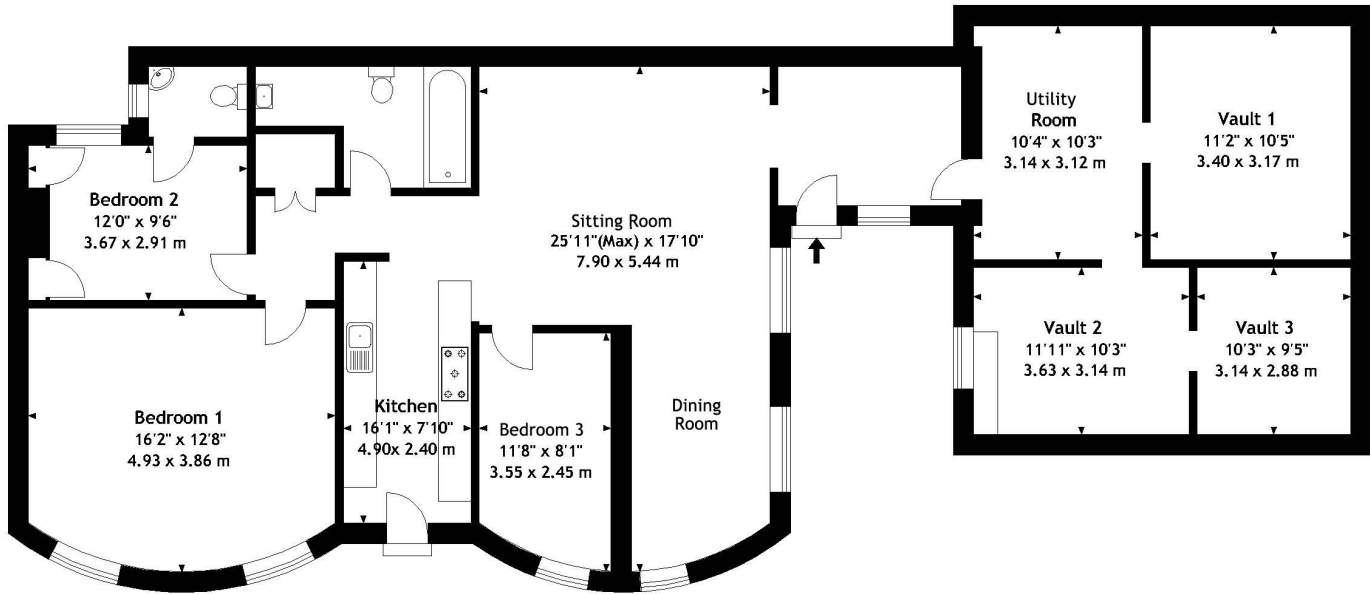 Utility
Room
10'4" x 10'3"
3.14 x 3.12 m
Vault 1
11'2" x 10'5"
3.40 x 3.17 m
Bedroom 2
12'0" x 9'6"
3.67 x 2.91 m
Sitting Room
25'11"(Max) x 17'10"
7.90 x 5.44 m
Vault 2
11'11" x 10'3"
3.63 x 3.14 m
Vault 3
10'3" x 9'5"
3.14 x 2.88 m
Bedroom 1
16'2" x 12'8"
4.93 x 3.86 m
Kitchen
16'1" x 7'10"
4.90x 2.40 m
Bedroom 3
11'8" x 8'1"
3.55 x 2.45 m
Dining
Room